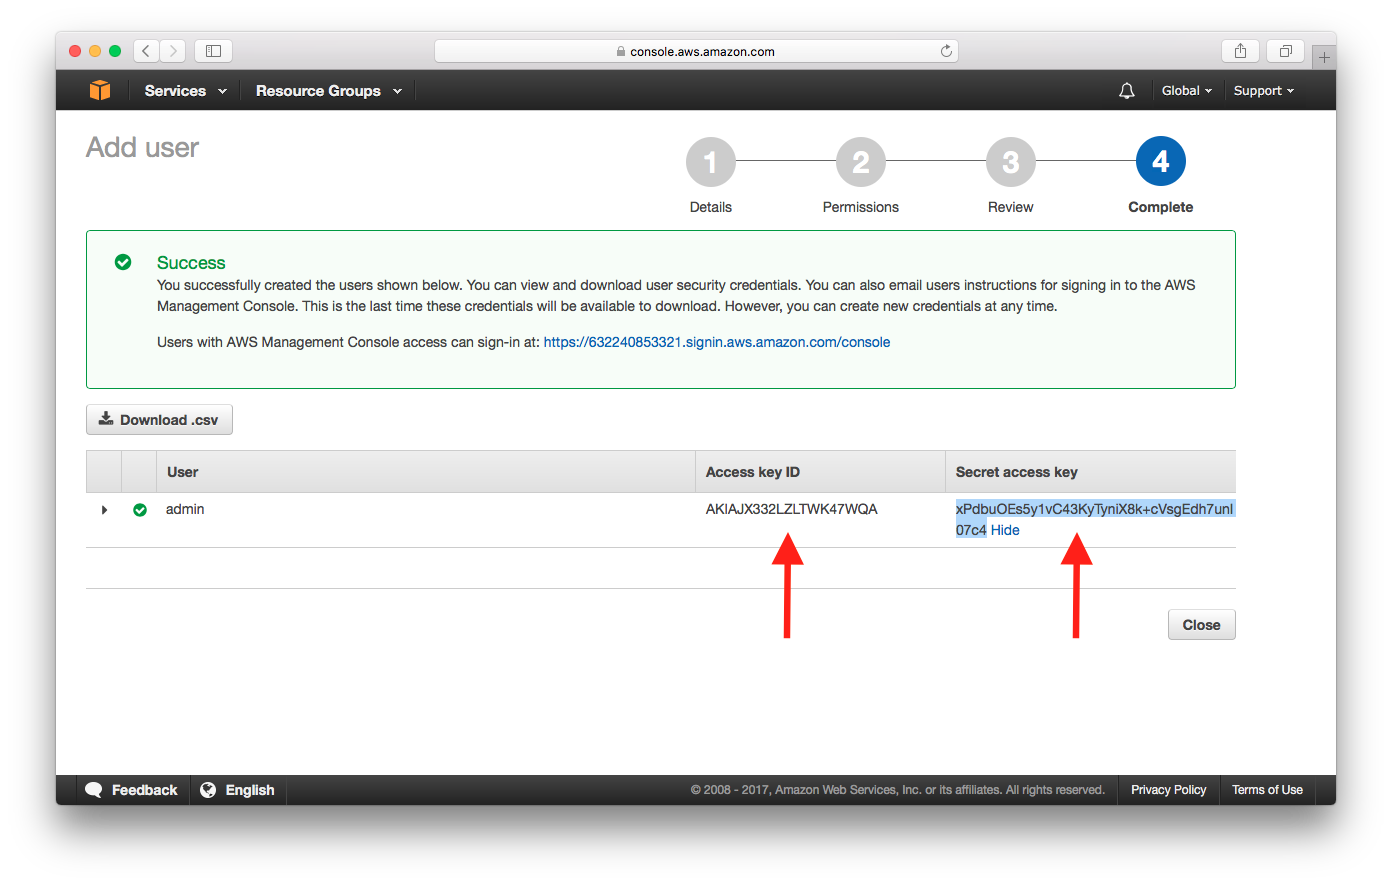 console.aws.amazon.com
Services
Resource Groups
Global
Support
Add user
1
2
3
4
Details
Permissions
Review
Complete
Success
You successfully created the users shown below. You can view and download user security credentials. You can also email users instructions for signing in to the AWS
Management Console. This is the last time these credentials will be available to download. However, you can create new credentials at any time.
Users with AWS Management Console access can sign-in at: https://632240853321.signin.aws.amazon.com/console
Download .csv
User
Access key ID
Secret access key
admin
AKIAJX332LZLTWK47WQA
xPdbuOEs5y1vC43KyTyniX8k+cVsgEdh7unI
07c4 Hide
Close
Feedback
English
© 2008 - 2017, Amazon Web Services, Inc. or its affiliates. All rights reserved.
Privacy Policy
Terms of Use